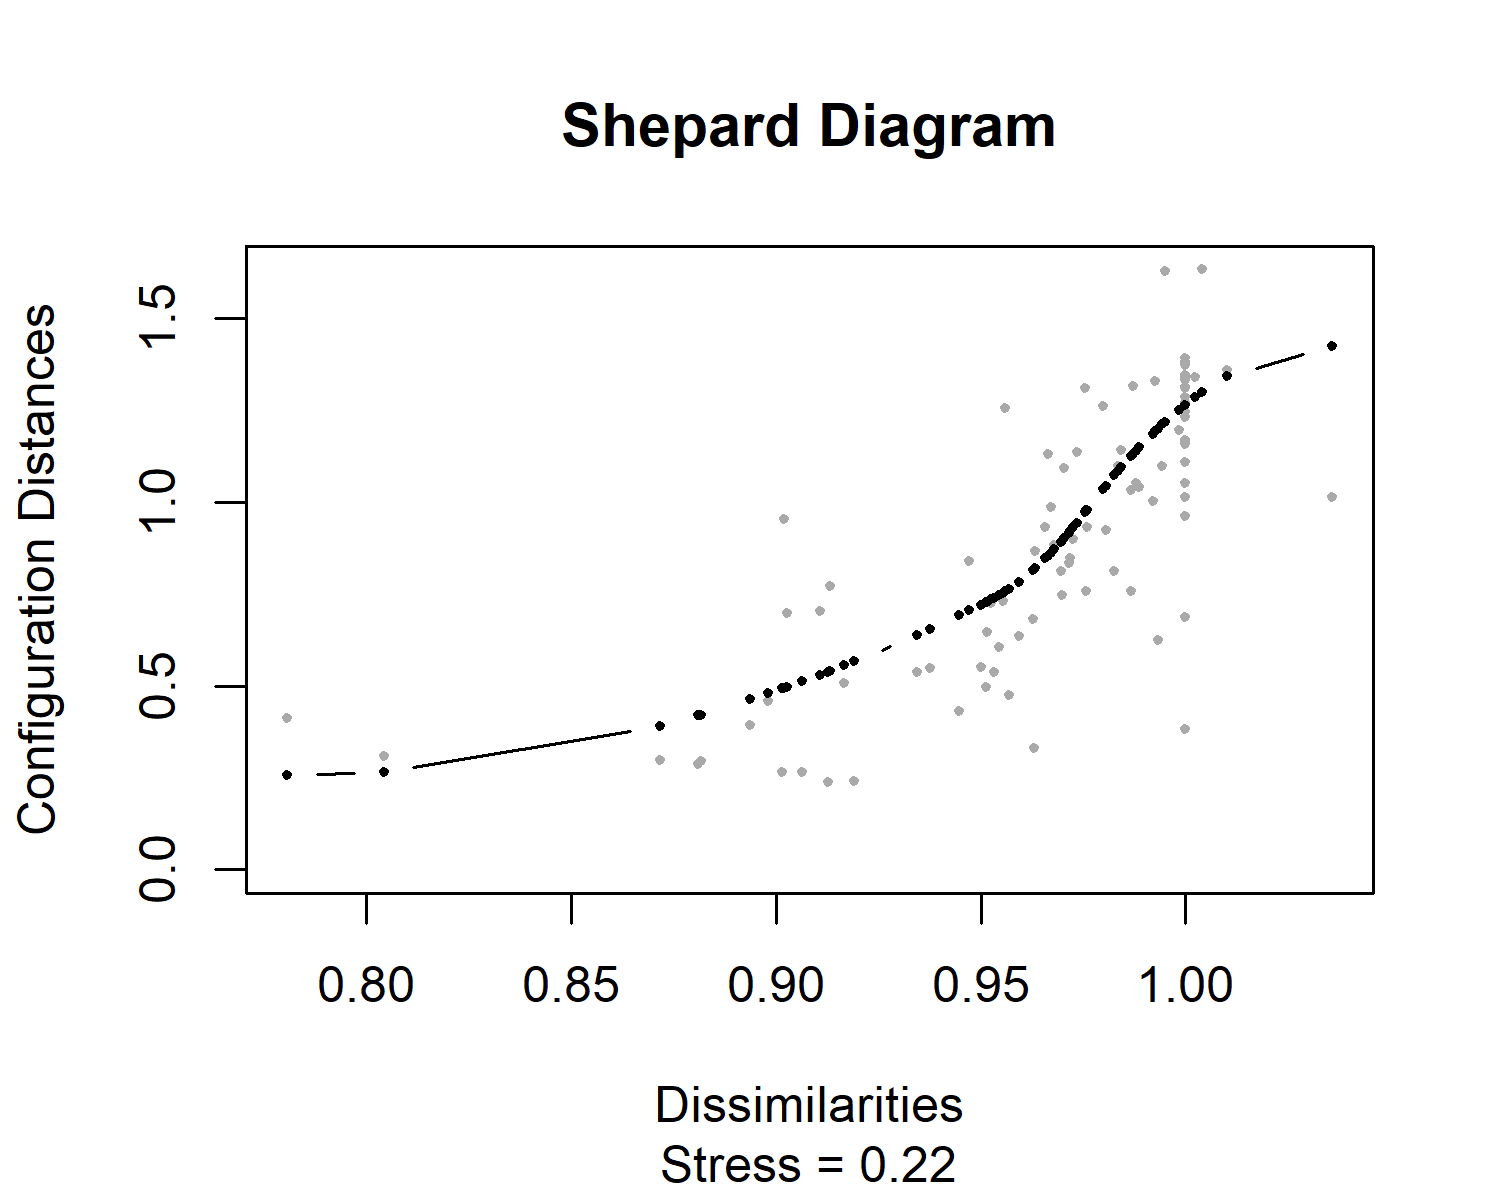 Shepard Diagram
Configuration Distances
1.5
1.0
0.5
0.0
0.80 0.85 0.90 0.95 1.00
Dissimilarities
Stress = 0.22